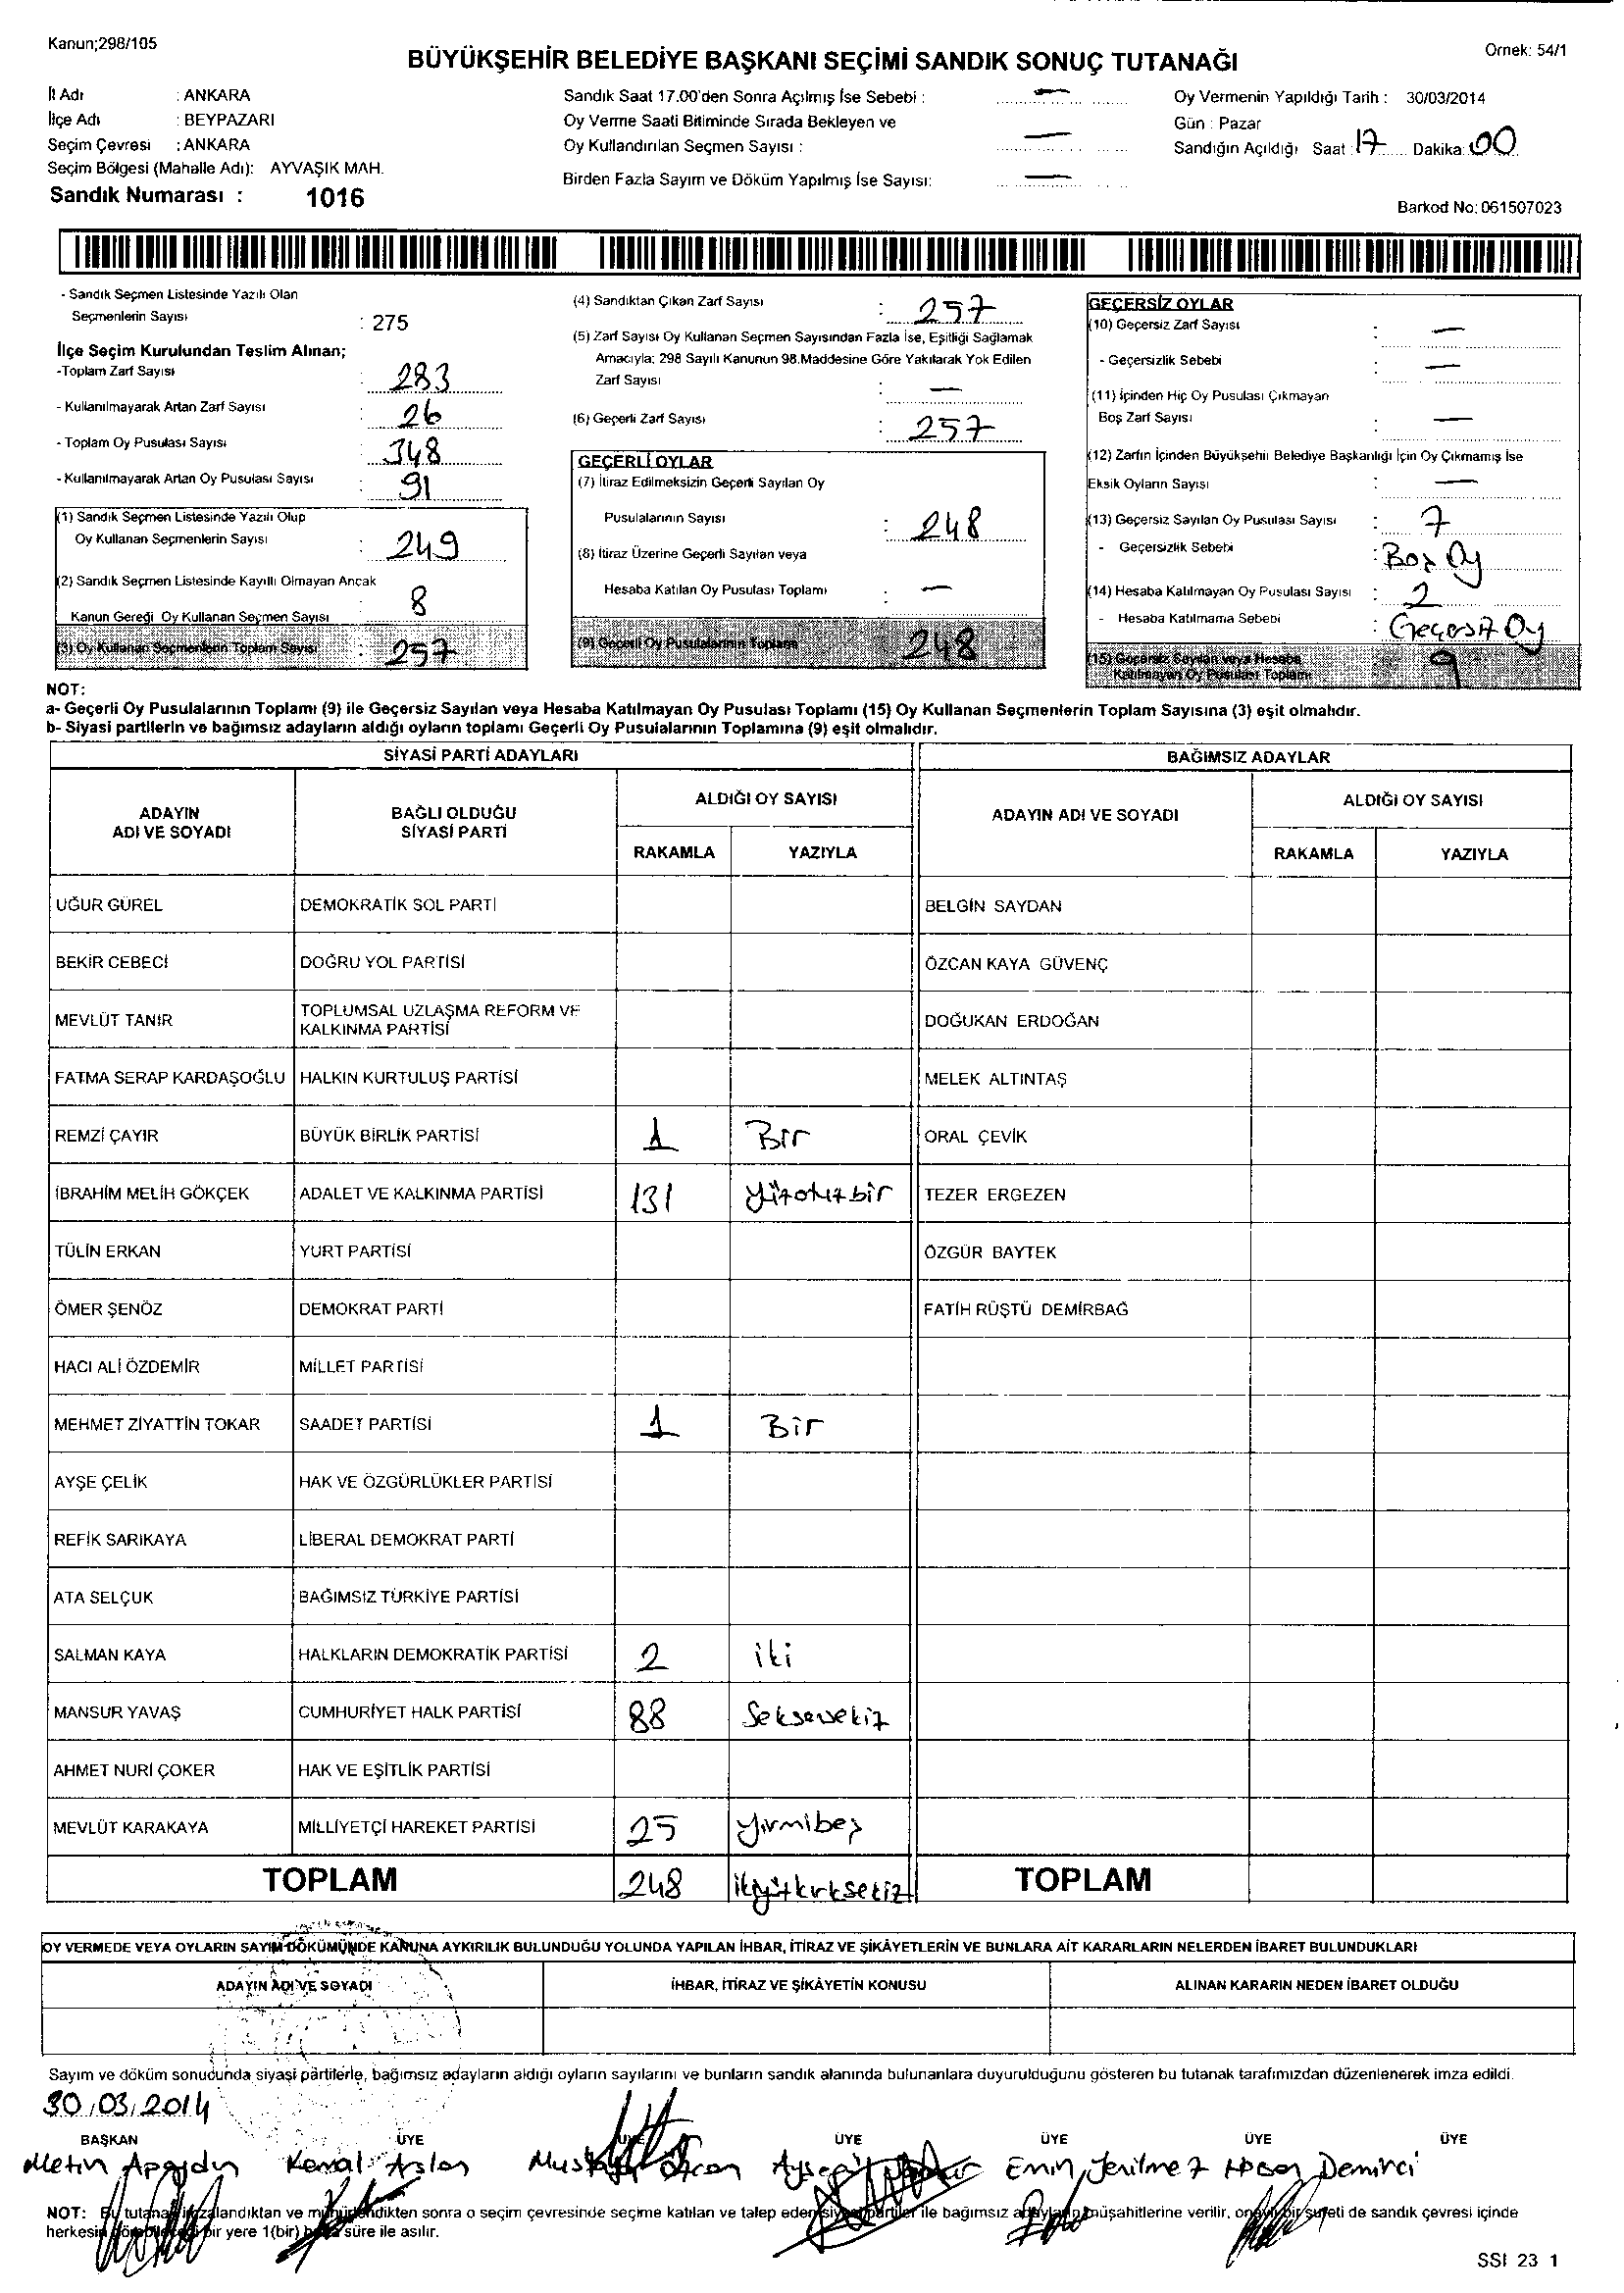 Kanun;298/105
Örnek: 54/1
BÜYÜKŞEHİR BELEDİYE BAŞKANI SEÇİMİ SANDIK SONUÇ TUTANAĞI
İl Adı : ANKARA
İlçe Adı : BEYPAZARI
Seçim Çevresi : ANKARA
Seçim Bölgesi (Mahalle Adı): AYVAŞIK MAH.
Sandık Numarası : 1016
Sandık Saat 17.00'den Sonra Açılmış İse Sebebi : —
Oy Verme Saati Bitiminde Sırada Bekleyen ve
Oy Kullandırılan Seçmen Sayısı : —
Birden Fazla Sayım ve Döküm Yapılmış İse Sayısı: —
Oy Vermenin Yapıldığı Tarih : 30/03/2014
Gün : Pazar
Sandığın Açıldığı Saat : 17 Dakika: 00
Barkod No: 061507023
- Sandık Seçmen Listesinde Yazılı Olan
Seçmenlerin Sayısı : 275
İlçe Seçim Kurulundan Teslim Alınan;
-Toplam Zarf Sayısı : 283
- Kullanılmayarak Artan Zarf Sayısı : 26
- Toplam Oy Pusulası Sayısı : 348
- Kullanılmayarak Artan Oy Pusulası Sayısı : 91
(1) Sandık Seçmen Listesinde Yazılı Olup
Oy Kullanan Seçmenlerin Sayısı : 249
(2) Sandık Seçmen Listesinde Kayıtlı Olmayan Ancak
Kanun Gereği Oy Kullanan Seçmen Sayısı : 8
(3) Oy Kullanan Seçmenlerin Toplam Sayısı : 257
(4) Sandıktan Çıkan Zarf Sayısı : 257
(5) Zarf Sayısı Oy Kullanan Seçmen Sayısından Fazla İse, Eşitliği Sağlamak
Amacıyla; 298 Sayılı Kanunun 98.Maddesine Göre Yakılarak Yok Edilen
Zarf Sayısı : —
(6) Geçerli Zarf Sayısı : 257
GEÇERLİ OYLAR
(7) İtiraz Edilmeksizin Geçerli Sayılan Oy
Pusulalarının Sayısı : 248
(8) İtiraz Üzerine Geçerli Sayılan veya
Hesaba Katılan Oy Pusulası Toplamı : —
(9) Geçerli Oy Pusulalarının Toplamı 248
GEÇERSİZ OYLAR
(10) Geçersiz Zarf Sayısı : —
- Geçersizlik Sebebi : —
(11) İçinden Hiç Oy Pusulası Çıkmayan
Boş Zarf Sayısı : —
(12) Zarfın İçinden Büyükşehir Belediye Başkanlığı İçin Oy Çıkmamış İse
Eksik Oyların Sayısı : —
(13) Geçersiz Sayılan Oy Pusulası Sayısı : 7
- Geçersizlik Sebebi : Boş Oy
(14) Hesaba Katılmayan Oy Pusulası Sayısı : 2
- Hesaba Katılmama Sebebi : Geçersiz Oy
(15) Geçersiz Sayılan veya Hesaba
Katılmayan Oy Pusulası Toplamı : 9
NOT:
a- Geçerli Oy Pusulalarının Toplamı (9) ile Geçersiz Sayılan veya Hesaba Katılmayan Oy Pusulası Toplamı (15) Oy Kullanan Seçmenlerin Toplam Sayısına (3) eşit olmalıdır.
b- Siyasi partilerin ve bağımsız adayların aldığı oyların toplamı Geçerli Oy Pusulalarının Toplamına (9) eşit olmalıdır.
SİYASİ PARTİ ADAYLARI BAĞIMSIZ ADAYLAR
ADAYIN ADI VE SOYADI BAĞLI OLDUĞU SİYASİ PARTİ ALDIĞI OY SAYISI ADAYIN ADI VE SOYADI ALDIĞI OY SAYISI
RAKAMLA YAZIYLA RAKAMLA YAZIYLA
UĞUR GÜREL DEMOKRATİK SOL PARTİ BELGİN SAYDAN
BEKİR CEBECİ DOĞRU YOL PARTİSİ ÖZCAN KAYA GÜVENÇ
MEVLÜT TANIR TOPLUMSAL UZLAŞMA REFORM VE KALKINMA PARTİSİ DOĞUKAN ERDOĞAN
FATMA SERAP KARDAŞOĞLU HALKIN KURTULUŞ PARTİSİ MELEK ALTINTAŞ
REMZİ ÇAYIR BÜYÜK BİRLİK PARTİSİ 1 Bir ORAL ÇEVİK
İBRAHİM MELİH GÖKÇEK ADALET VE KALKINMA PARTİSİ 131 yüzotuzbir TEZER ERGEZEN
TÜLİN ERKAN YURT PARTİSİ ÖZGÜR BAYTEK
ÖMER ŞENÖZ DEMOKRAT PARTİ FATİH RÜŞTÜ DEMİRBAĞ
HACI ALİ ÖZDEMİR MİLLET PARTİSİ
MEHMET ZİYATTİN TOKAR SAADET PARTİSİ 1 Bir
AYŞE ÇELİK HAK VE ÖZGÜRLÜKLER PARTİSİ
REFİK SARIKAYA LİBERAL DEMOKRAT PARTİ
ATA SELÇUK BAĞIMSIZ TÜRKİYE PARTİSİ
SALMAN KAYA HALKLARIN DEMOKRATİK PARTİSİ 2 iki
MANSUR YAVAŞ CUMHURİYET HALK PARTİSİ 88 Seksensekiz
AHMET NURİ ÇOKER HAK VE EŞİTLİK PARTİSİ
MEVLÜT KARAKAYA MİLLİYETÇİ HAREKET PARTİSİ 25 yirmibeş
TOPLAM 248 ikiyüzkırksekiz TOPLAM
OY VERMEDE VEYA OYLARIN SAYIM DÖKÜMÜNDE KANUNA AYKIRILIK BULUNDUĞU YOLUNDA YAPILAN İHBAR, İTİRAZ VE ŞİKÂYETLERİN VE BUNLARA AİT KARARLARIN NELERDEN İBARET BULUNDUKLARI
ADAYIN ADI VE SOYADI İHBAR, İTİRAZ VE ŞİKÂYETİN KONUSU ALINAN KARARIN NEDEN İBARET OLDUĞU
Sayım ve döküm sonucunda siyasi partilerle, bağımsız adayların aldığı oyların sayılarını ve bunların sandık alanında bulunanlara duyurulduğunu gösteren bu tutanak tarafımızdan düzenlenerek imza edildi.
30.03.2014
BAŞKAN ÜYE ÜYE ÜYE ÜYE ÜYE ÜYE
Metin Apaydın Kemal Aslan Mustafa Özcan Ayşegül Emin Yenilmez Hasan Demirci
NOT: Bu tutanak imzalandıktan ve mühürlendikten sonra o seçim çevresinde seçime katılan ve talep eden siyasi partiler ile bağımsız adayların müşahitlerine verilir, onaylı bir sureti de sandık çevresi içinde
herkesin görebileceği bir yere 1(bir) hafta süre ile asılır.
SSI 23 1